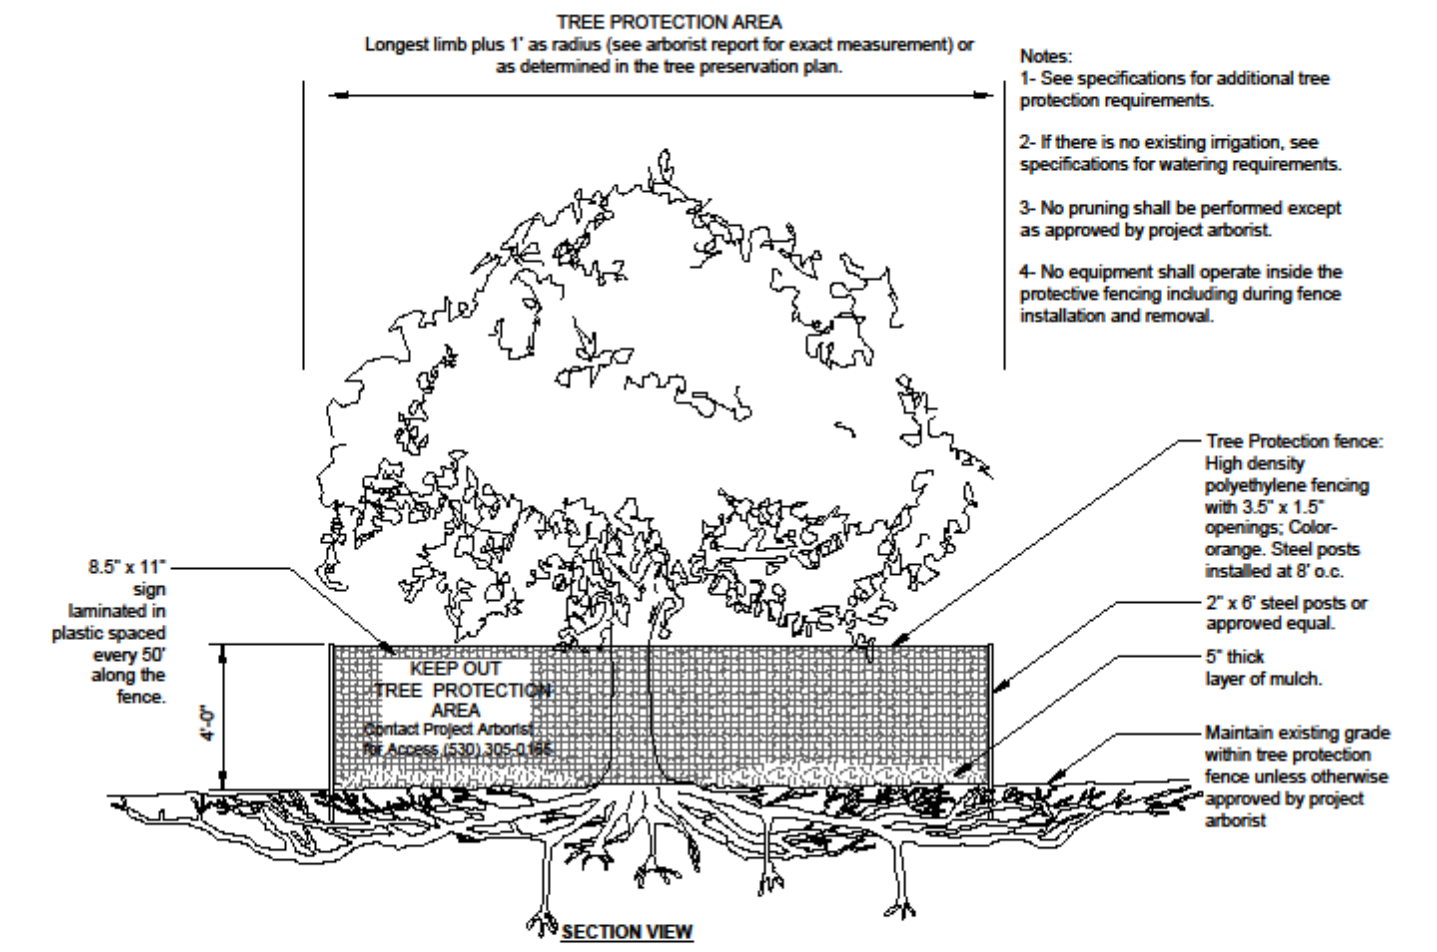 TREE PROTECTION AREA
Longest limb plus 1' as radius (see arborist report for exact measurement) or
as determined in the tree preservation plan.
Notes:
1- See specifications for additional tree
protection requirements.
2- If there is no existing irrigation, see
specifications for watering requirements.
3- No pruning shall be performed except
as approved by project arborist.
4- No equipment shall operate inside the
protective fencing including during fence
installation and removal.
Tree Protection fence:
High density
polyethylene fencing
with 3.5" x 1.5"
openings; Color-
orange. Steel posts
installed at 8' o.c.
2" x 6' steel posts or
approved equal.
5" thick
layer of mulch.
Maintain existing grade
within tree protection
fence unless otherwise
approved by project
arborist
8.5" x 11"
sign
laminated in
plastic spaced
every 50'
along the
fence.
4'-0"
KEEP OUT
TREE PROTECTION
AREA
Contact Project Arborist
for Access (530) 305-0165
SECTION VIEW